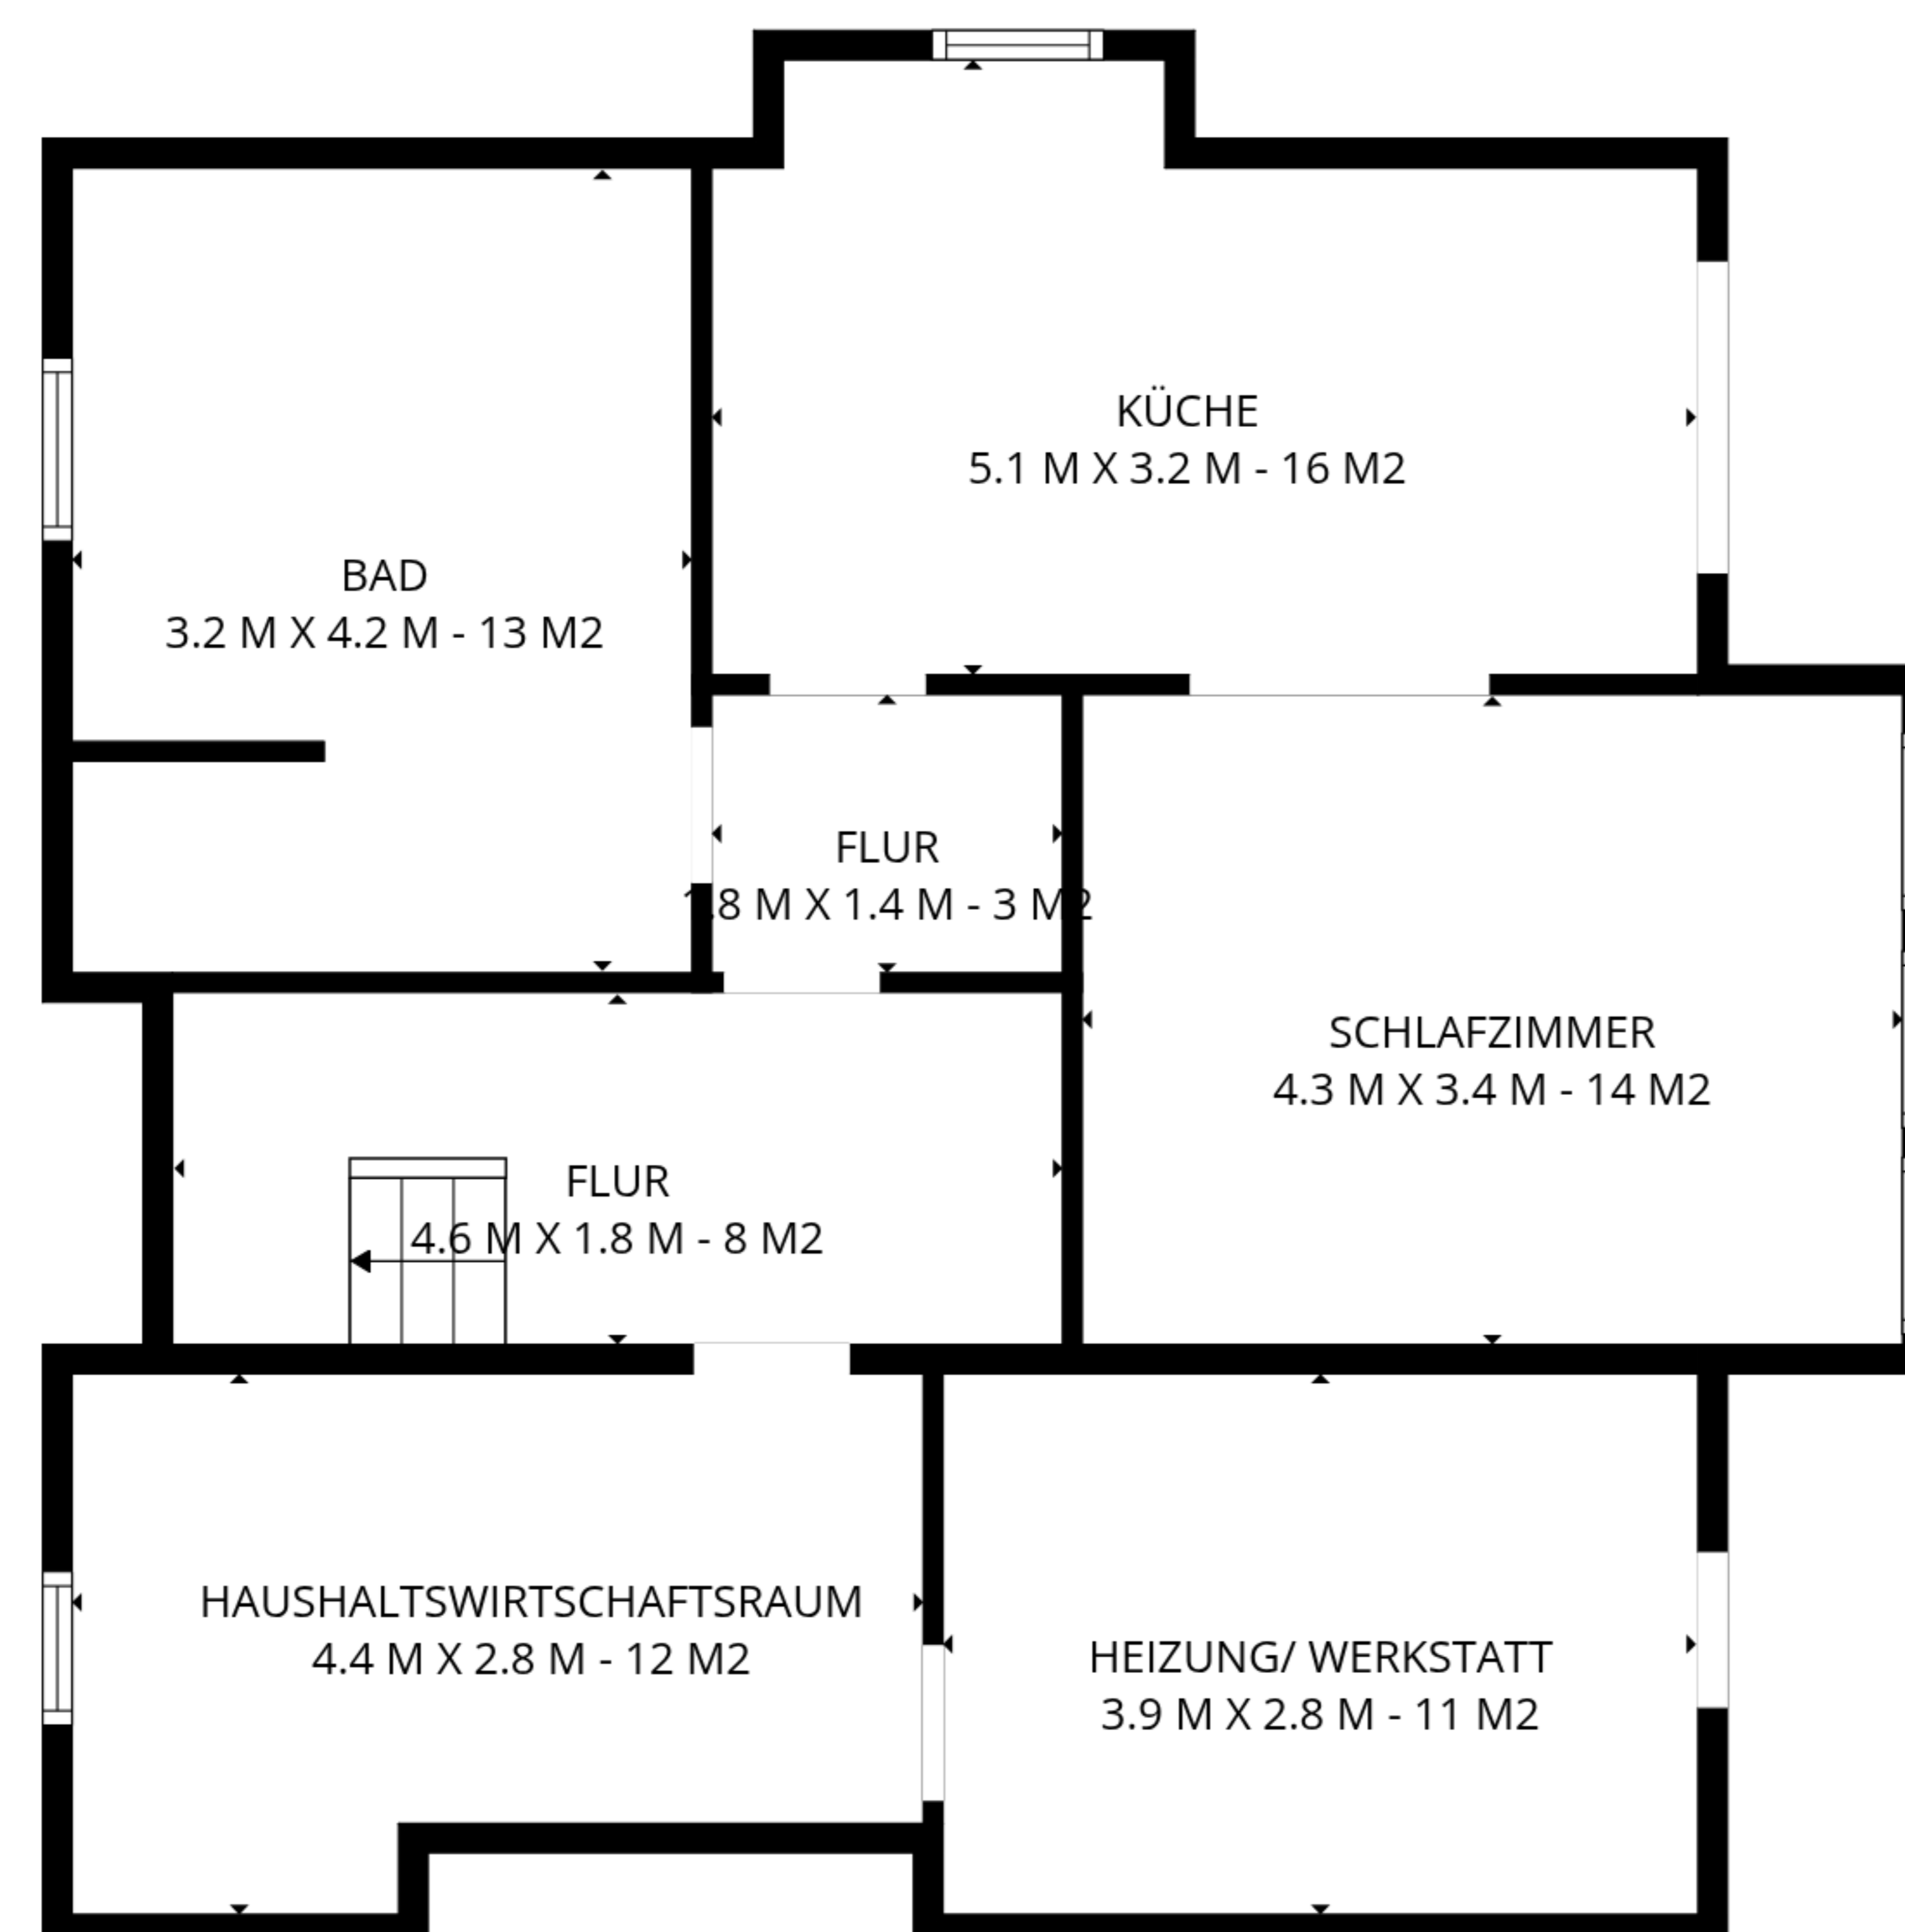 KÜCHE
5.1 M X 3.2 M - 16 M2
BAD
3.2 M X 4.2 M - 13 M2
FLUR
1.8 M X 1.4 M - 3 M2
SCHLAFZIMMER
4.3 M X 3.4 M - 14 M2
FLUR
4.6 M X 1.8 M - 8 M2
HAUSHALTSWIRTSCHAFTSRAUM
4.4 M X 2.8 M - 12 M2
HEIZUNG/ WERKSTATT
3.9 M X 2.8 M - 11 M2